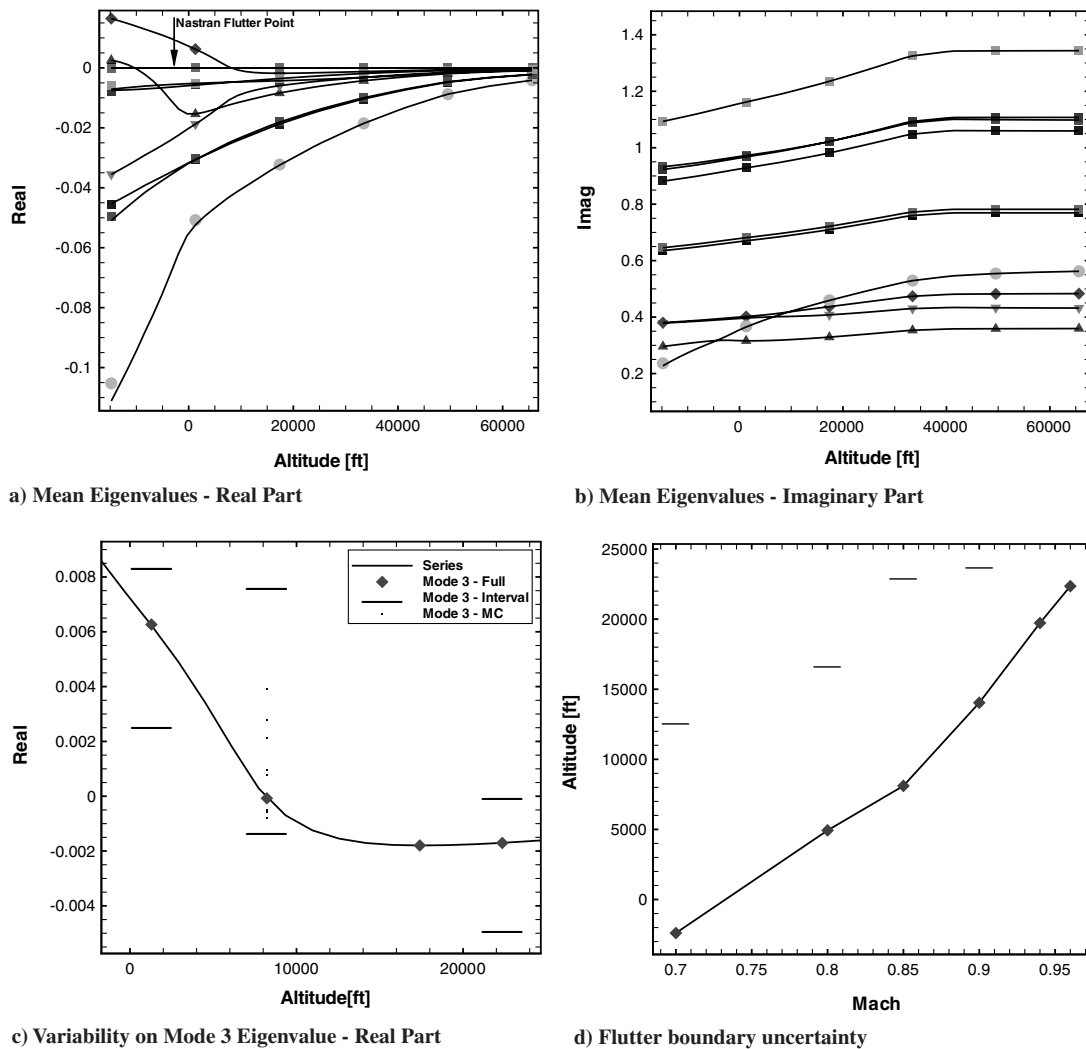 Nastran Flutter Point
0
-0.02
-0.04
-0.06
-0.08
-0.1
Real
0 20000 40000 60000
Altitude [ft]
a) Mean Eigenvalues - Real Part
1.4
1.2
1
0.8
0.6
0.4
0.2
Imag
0 20000 40000 60000
Altitude [ft]
b) Mean Eigenvalues - Imaginary Part
Series
Mode 3 - Full
Mode 3 - Interval
Mode 3 - MC
0.008
0.006
0.004
0.002
0
-0.002
-0.004
Real
0 10000 20000
Altitude[ft]
c) Variability on Mode 3 Eigenvalue - Real Part
25000
20000
15000
10000
5000
0
Altitude [ft]
0.7 0.75 0.8 0.85 0.9 0.95
Mach
d) Flutter boundary uncertainty